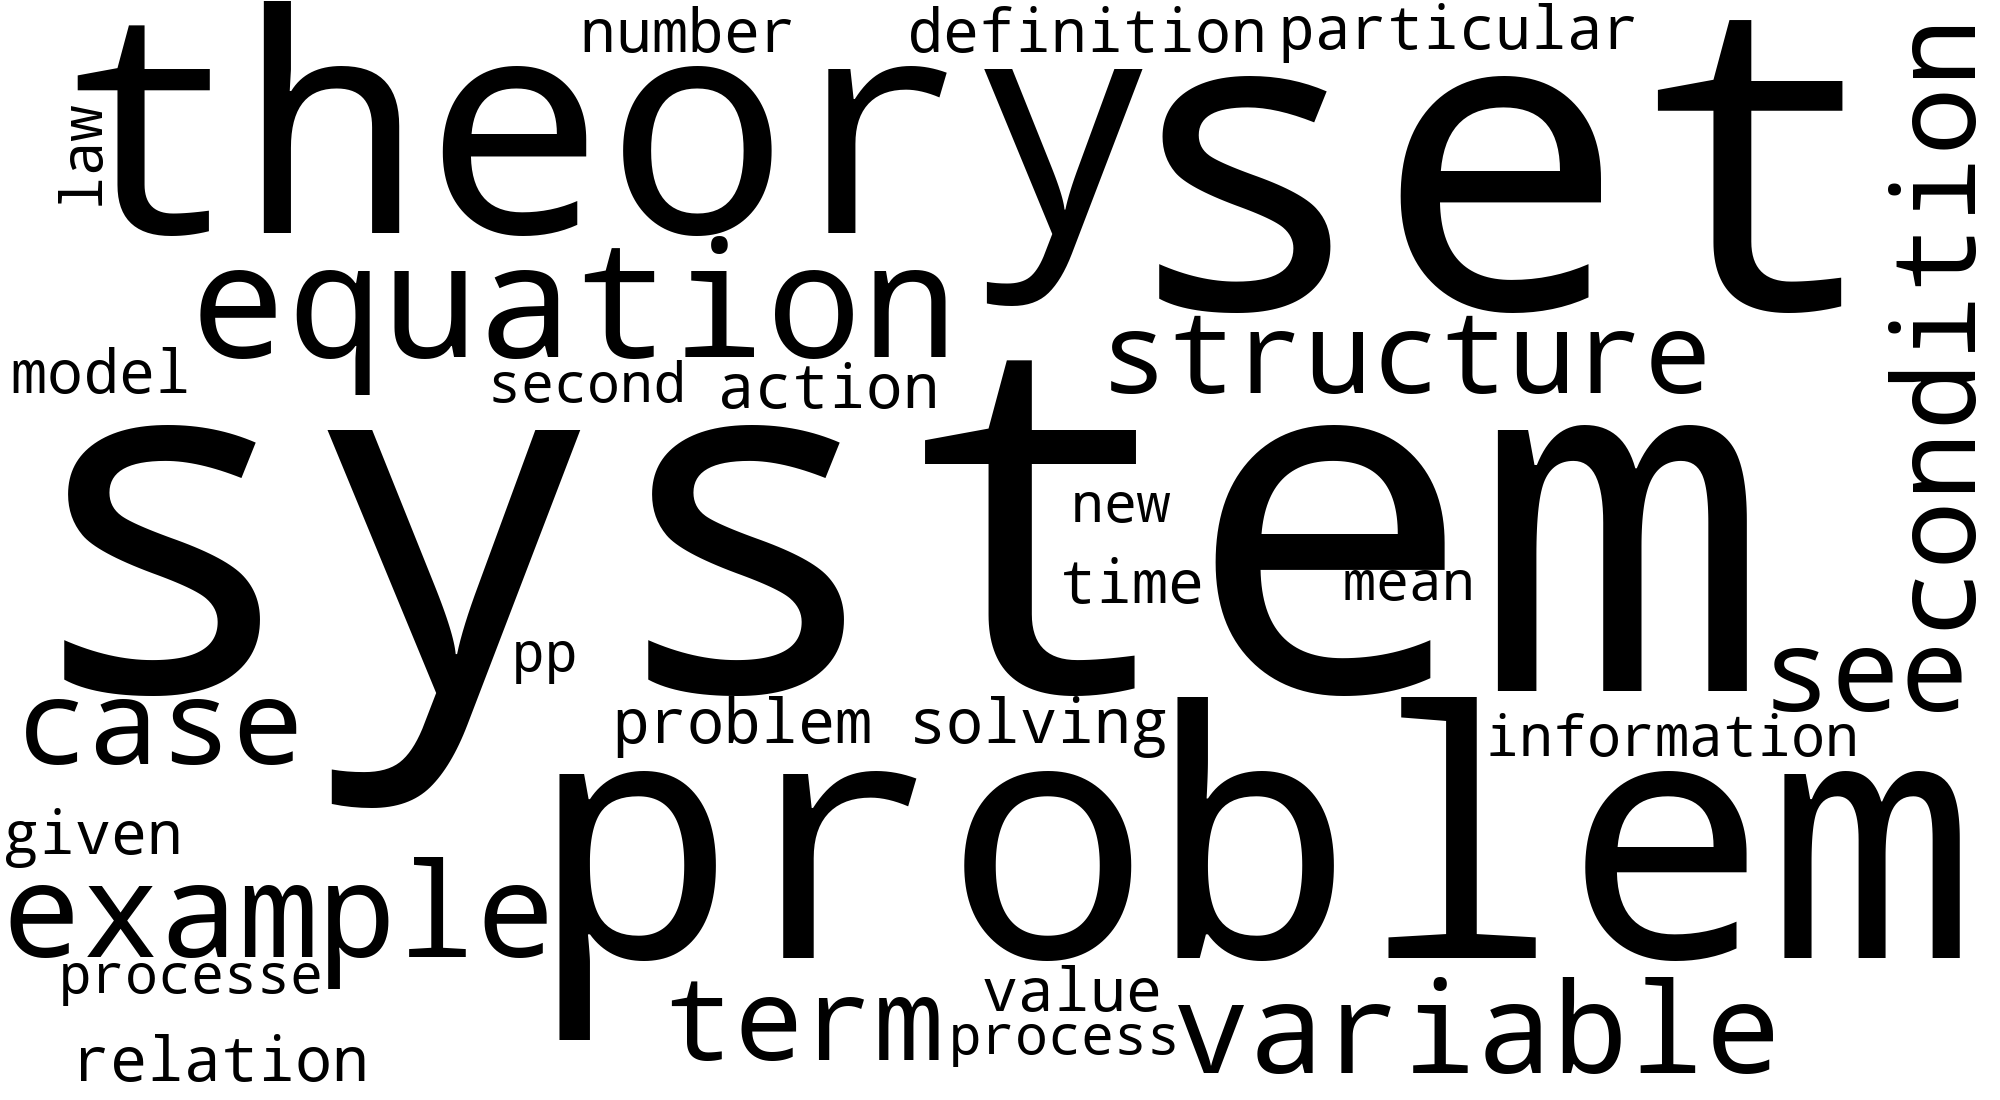 number
definition
particular
theory
set
law
condition
equation
structure
model
second
action
system
new
time
mean
pp
see
case
problem solving
information
problem
given
example
processe
term
value
process
variable
relation